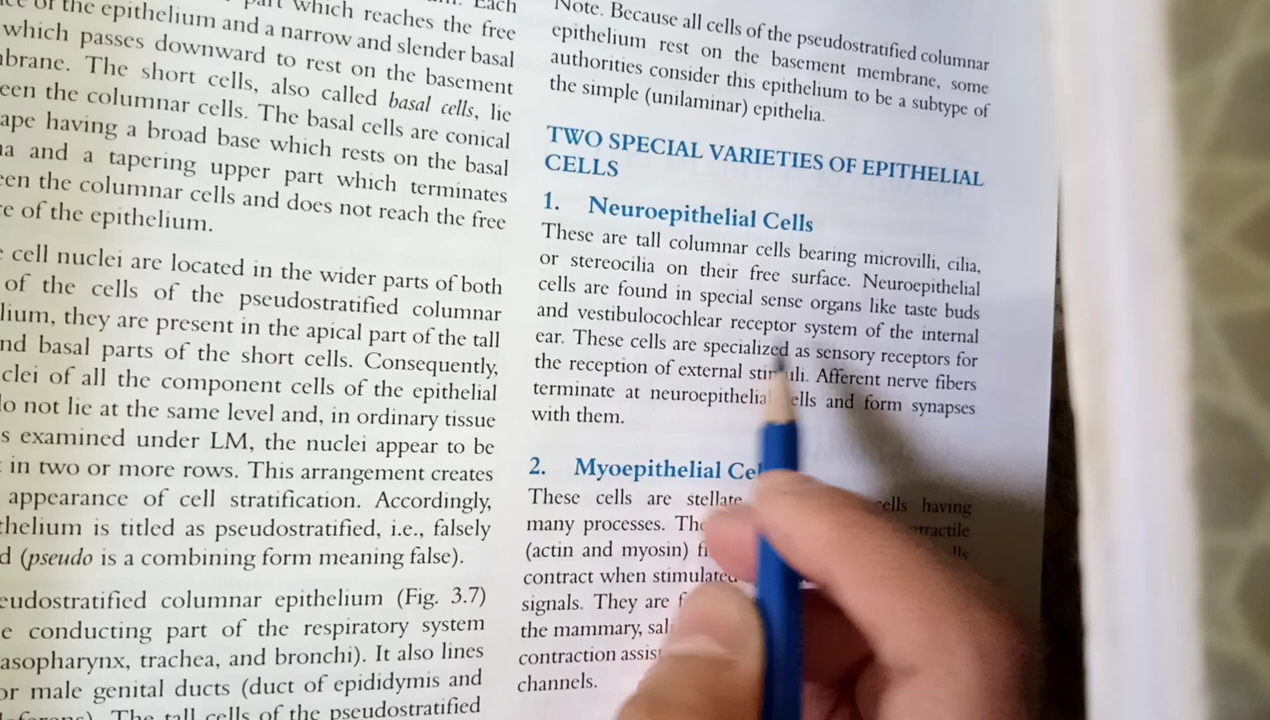 part which reaches the free
of the epithelium and a narrow and slender basal
which passes downward to rest on the basement
The short cells, also called basal cells, lie
the columnar cells. The basal cells are conical
having a broad base which rests on the basal
and a tapering upper part which terminates
the columnar cells and does not reach the free
of the epithelium.
cell nuclei are located in the wider parts of both
of the cells of the pseudostratified columnar
they are present in the apical part of the tall
basal parts of the short cells. Consequently,
of all the component cells of the epithelial
not lie at the same level and, in ordinary tissue
examined under LM, the nuclei appear to be
in two or more rows. This arrangement creates
appearance of cell stratification. Accordingly,
is titled as pseudostratified, i.e., falsely
(pseudo is a combining form meaning false).
columnar epithelium (Fig. 3.7)
conducting part of the respiratory system
trachea, and bronchi). It also lines
male genital ducts (duct of epididymis and
The tall cells of the pseudostratified
Note. Because all cells of the pseudostratified columnar
epithelium rest on the basement membrane, some
authorities consider this epithelium to be a subtype of
the simple (unilaminar) epithelia.
TWO SPECIAL VARIETIES OF EPITHELIAL
CELLS
1. Neuroepithelial Cells
These are tall columnar cells bearing microvilli, cilia,
or stereocilia on their free surface. Neuroepithelial
cells are found in special sense organs like taste buds
and vestibulocochlear receptor system of the internal
ear. These cells are specialized as sensory receptors for
the reception of external Afferent nerve fibers
terminate at and form synapses
with them.
2. Myoepithelial
These cells are stellate cells having
many processes.
(actin and myosin)
contract when
signals. They are
the mammary,
contraction
channels.